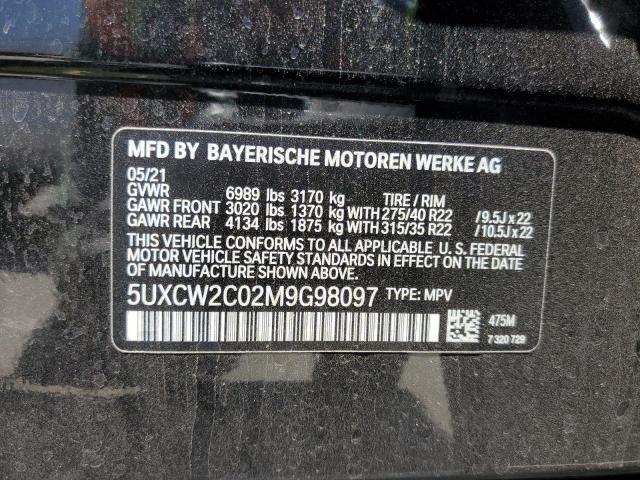 MFD BY BAYERISCHE MOTOREN WERKE AG
05/21
GVWR 6989 lbs 3170 kg TIRE / RIM
GAWR FRONT 3020 lbs 1370 kg WITH 275/40 R22 / 9.5J x 22
GAWR REAR 4134 lbs 1875 kg WITH 315/35 R22 / 10.5J x 22
THIS VEHICLE CONFORMS TO ALL APPLICABLE U. S. FEDERAL
MOTOR VEHICLE SAFETY STANDARDS IN EFFECT ON THE DATE OF
MANUFACTURE SHOWN ABOVE.
5UXCW2C02M9G98097 TYPE: MPV
475M
7 320 729